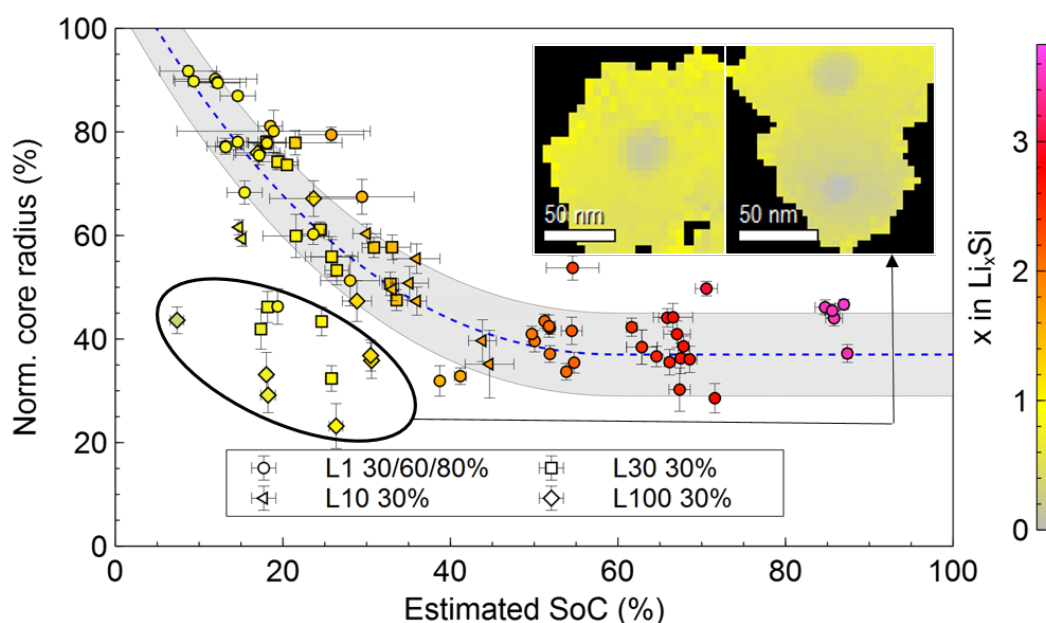 100
80
60
40
20
0
Norm. core radius (%)
0 20 40 60 80 100
Estimated SoC (%)
50 nm
50 nm
L1 30/60/80% L30 30%
L10 30% L100 30%
3
2
1
0
x in LiₓSi